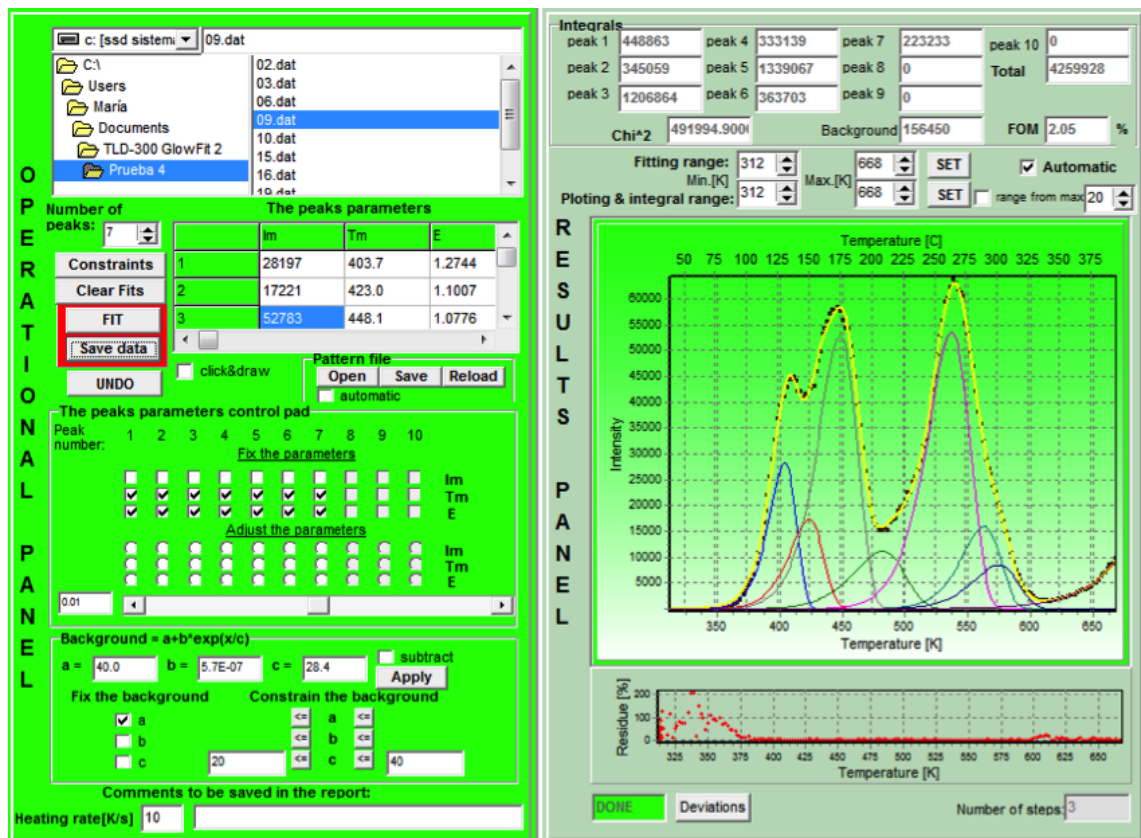 c: [ssd sistema
09.dat
C:\
Users
María
Documents
TLD-300 GlowFit 2
Prueba 4
02.dat
03.dat
06.dat
09.dat
10.dat
15.dat
16.dat
19.dat
OPERATIONAL PANEL
Number of peaks: 7
The peaks parameters
Im Tm E
1 28197 403.7 1.2744
2 17221 423.0 1.1007
3 52783 448.1 1.0776
Constraints
Clear Fits
FIT
Save data
UNDO
click&draw
Pattern file
Open Save Reload
automatic
The peaks parameters control pad
Peak number: 1 2 3 4 5 6 7 8 9 10
Fix the parameters
Im
Tm
E
Adjust the parameters
Im
Tm
E
0.01
Background = a+b*exp(x/c)
a = 40.0 b = 5.7E-07 c = 28.4
subtract
Apply
Fix the background Constrain the background
a <= a <=
b <= b <=
c 20 <= c <= 40
Comments to be saved in the report:
Heating rate[K/s] 10
Integrals
peak 1 448863 peak 4 333139 peak 7 223233 peak 10 0
peak 2 345059 peak 5 1339067 peak 8 0 Total 4259928
peak 3 1206864 peak 6 363703 peak 9 0
Chi^2 491994.900 Background 156450 FOM 2.05 %
Fitting range: 312 668 SET Automatic
Min.[K] Max.[K]
Ploting & integral range: 312 668 SET range from max 20
RESULTS PANEL
Temperature [C]
50 75 100 125 150 175 200 225 250 275 300 325 350 375
Intensity
60000
55000
50000
45000
40000
35000
30000
25000
20000
15000
10000
5000
350 400 450 500 550 600 650
Temperature [K]
Residue [%]
200
100
0
325 350 375 400 425 450 475 500 525 550 575 600 625 650
Temperature [K]
DONE Deviations Number of steps: 3